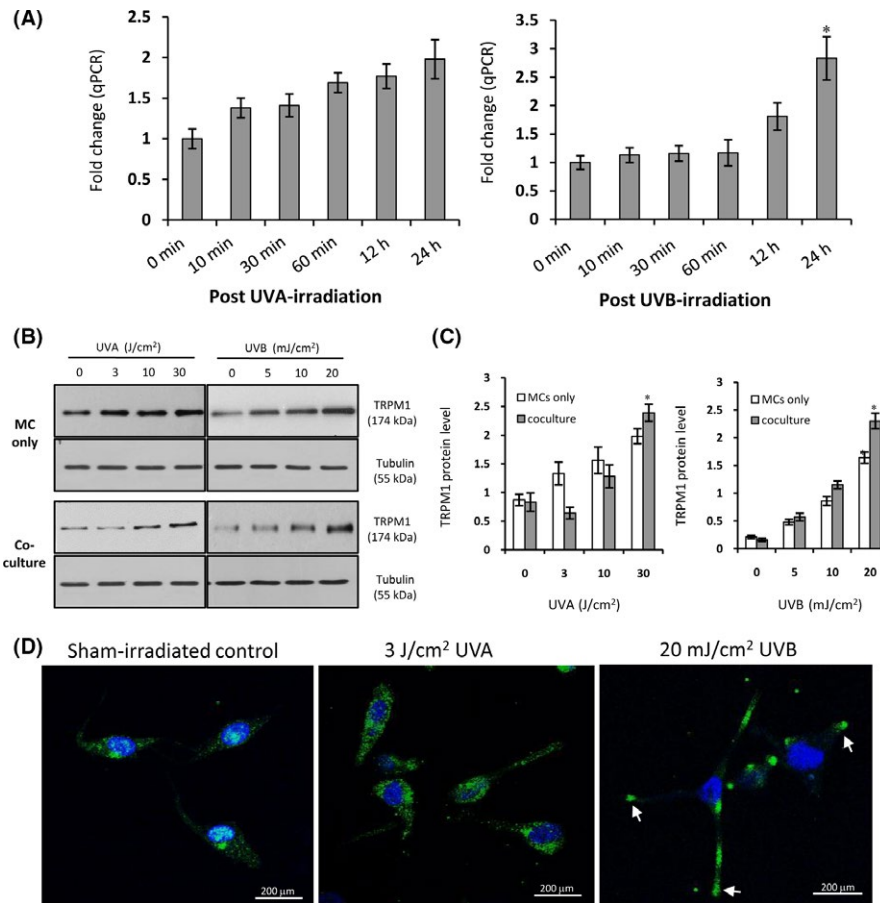 (A)
Fold change (qPCR)
2.5
2
1.5
1
0.5
0
0 min
10 min
30 min
60 min
12 h
24 h
Post UVA-irradiation
Fold change (qPCR)
3.5
3
2.5
2
1.5
1
0.5
0
*
0 min
10 min
30 min
60 min
12 h
24 h
Post UVB-irradiation
(B)
UVA (J/cm²) UVB (mJ/cm²)
0 3 10 30 0 5 10 20
MC only
TRPM1 (174 kDa)
Tubulin (55 kDa)
Co-culture
TRPM1 (174 kDa)
Tubulin (55 kDa)
(C)
TRPM1 protein level
3
2.5
2
1.5
1
0.5
0
MCs only
coculture
*
0 3 10 30
UVA (J/cm²)
TRPM1 protein level
3
2.5
2
1.5
1
0.5
0
MCs only
coculture
*
0 5 10 20
UVB (mJ/cm²)
(D)
Sham-irradiated control
3 J/cm² UVA
20 mJ/cm² UVB
200 µm
200 µm
200 µm